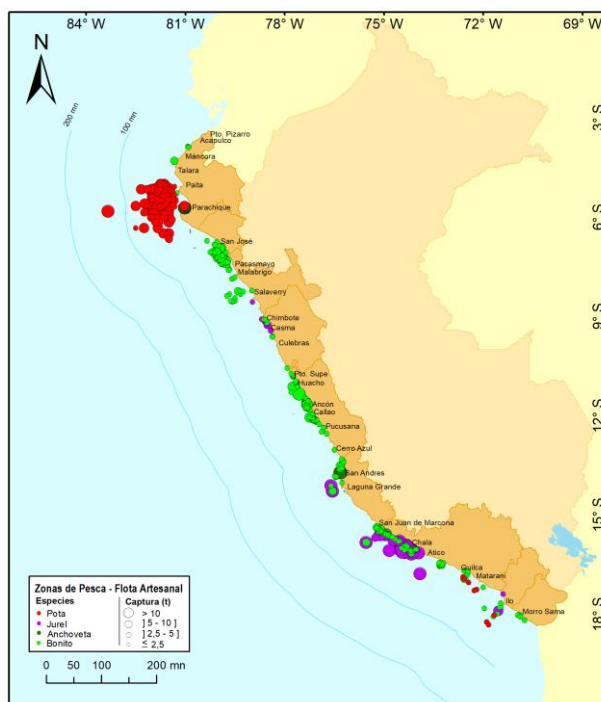 84° W 81° W 78° W 75° W 72° W 69° W
N
200 mn
100 mn
3° S
6° S
9° S
12° S
15° S
18° S
Pto. Pizarro
Acapulco
Máncora
Talara
Paita
Parachique
San José
Pacasmayo
Malabrigo
Salaverry
Chimbote
Casma
Culebras
Pto. Supe
Huacho
Ancón
Callao
Pucusana
Cerro Azul
San Andres
Laguna Grande
San Juan de Marcona
Chala
Atico
Quilca
Matarani
Ilo
Morro Sama
Zonas de Pesca - Flota Artesanal
Especies Captura (t)
Pota > 10
Jurel ] 5 - 10 ]
Anchoveta ] 2,5 - 5 ]
Bonito ≤ 2,5
0 50 100 200 mn